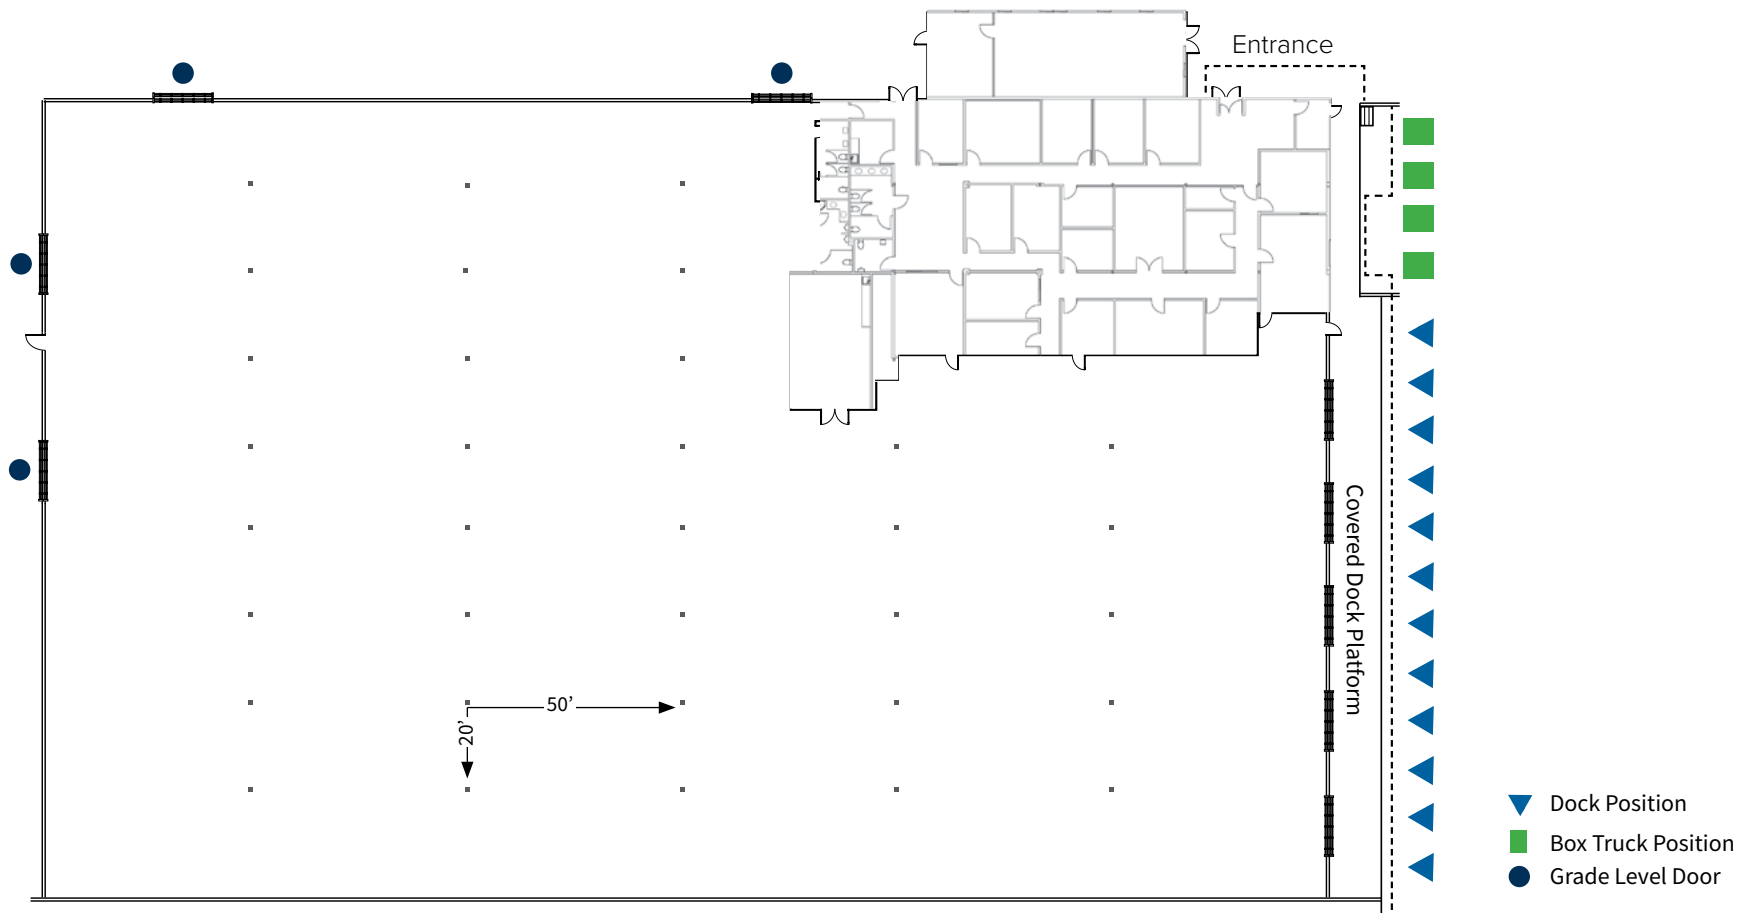 Entrance
Covered Dock Platform
50’
20’
Dock Position
Box Truck Position
Grade Level Door